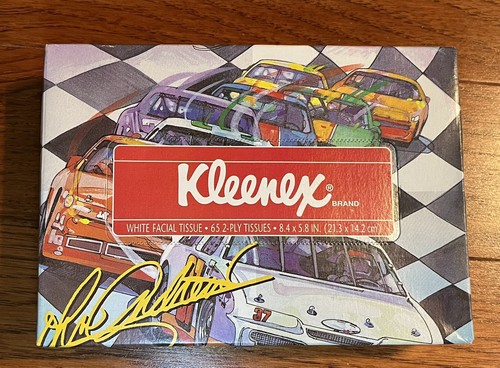 Kleenex®
BRAND
WHITE FACIAL TISSUE • 65 2-PLY TISSUES • 8.4 x 5.8 IN. (21.3 x 14.2 cm)
37